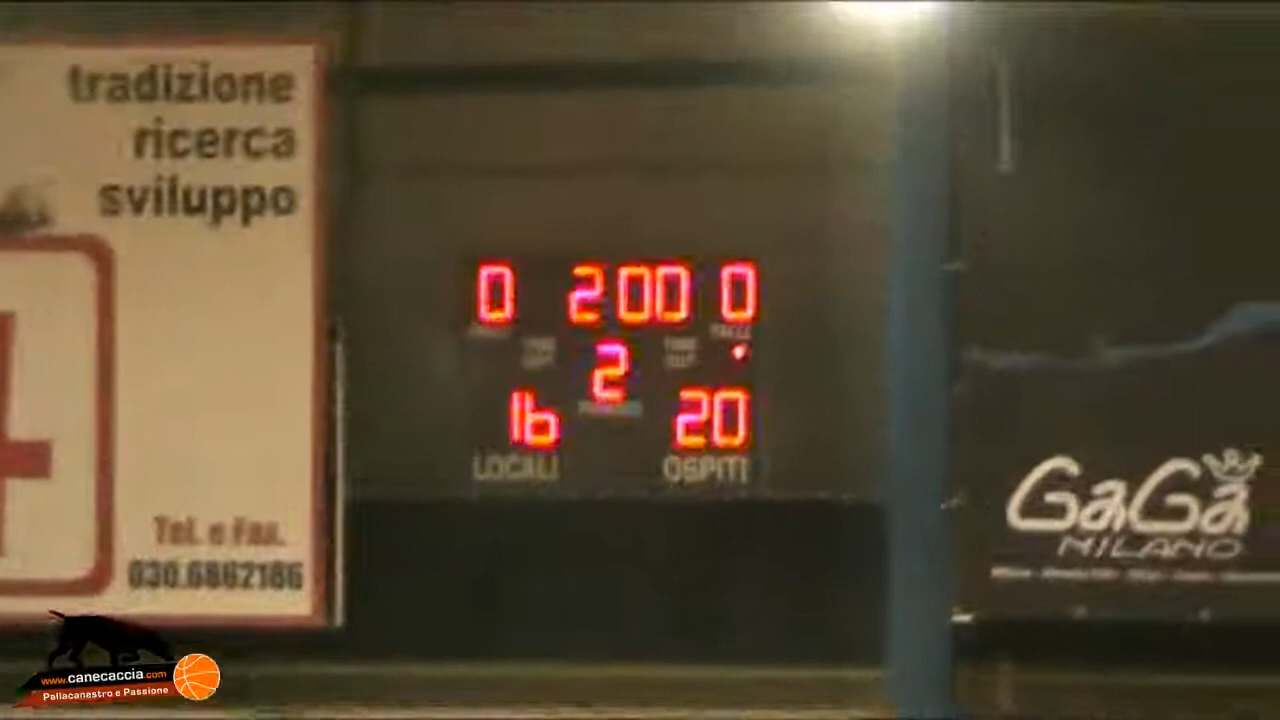 tradizione
ricerca
sviluppo
Tel. e Fax.
030.6862186
0 2 00 0
2
16 20
LOCALI OSPITI
GaGà
MILANO
www.canecaccia.com
Pallacanestro e Passione